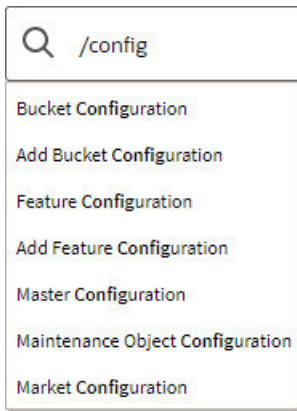 /config
Bucket Configuration
Add Bucket Configuration
Feature Configuration
Add Feature Configuration
Master Configuration
Maintenance Object Configuration
Market Configuration